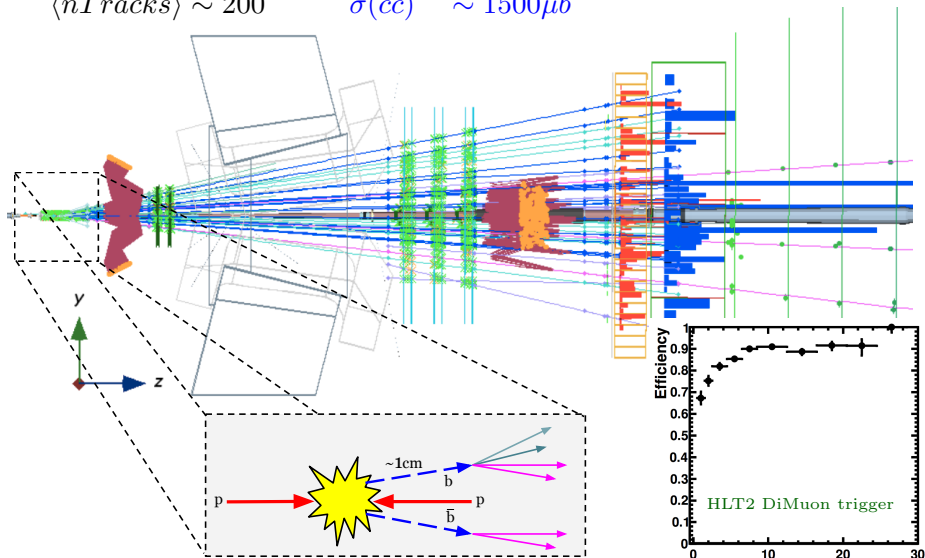 ⟨nTracks⟩ ~ 200 σ(cc̄) ~ 1500μb
y
z
~1cm
b
p
p
b̄
Efficiency
1
0.9
0.8
0.7
0.6
0.5
0.4
0.3
0.2
0.1
0
HLT2 DiMuon trigger
0 10 20 30